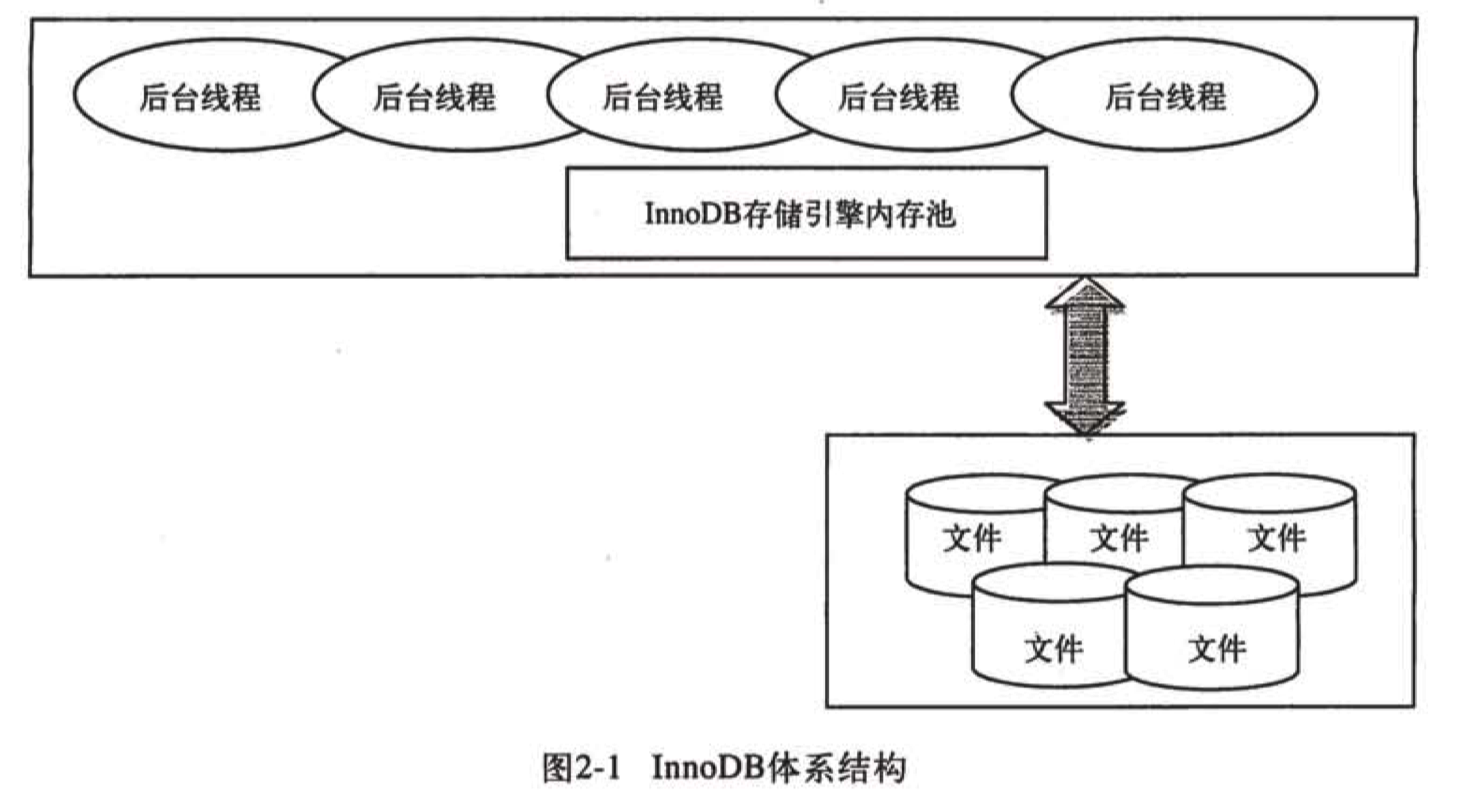 后台线程 后台线程 后台线程 后台线程 后台线程
InnoDB存储引擎内存池
文件 文件 文件
文件 文件
图2-1 InnoDB体系结构